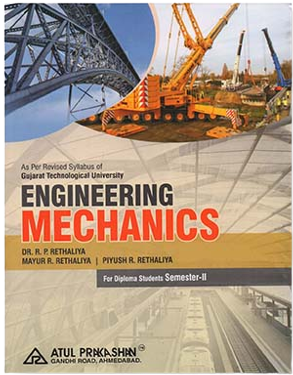 As Per Revised Syllabus of
Gujarat Technological University
ENGINEERING
MECHANICS
DR. R. P. RETHALIYA
MAYUR R. RETHALIYA | PIYUSH R. RETHALIYA
For Diploma Students Semester-II
ATUL PRAKASHAN
GANDHI ROAD, AHMEDABAD.